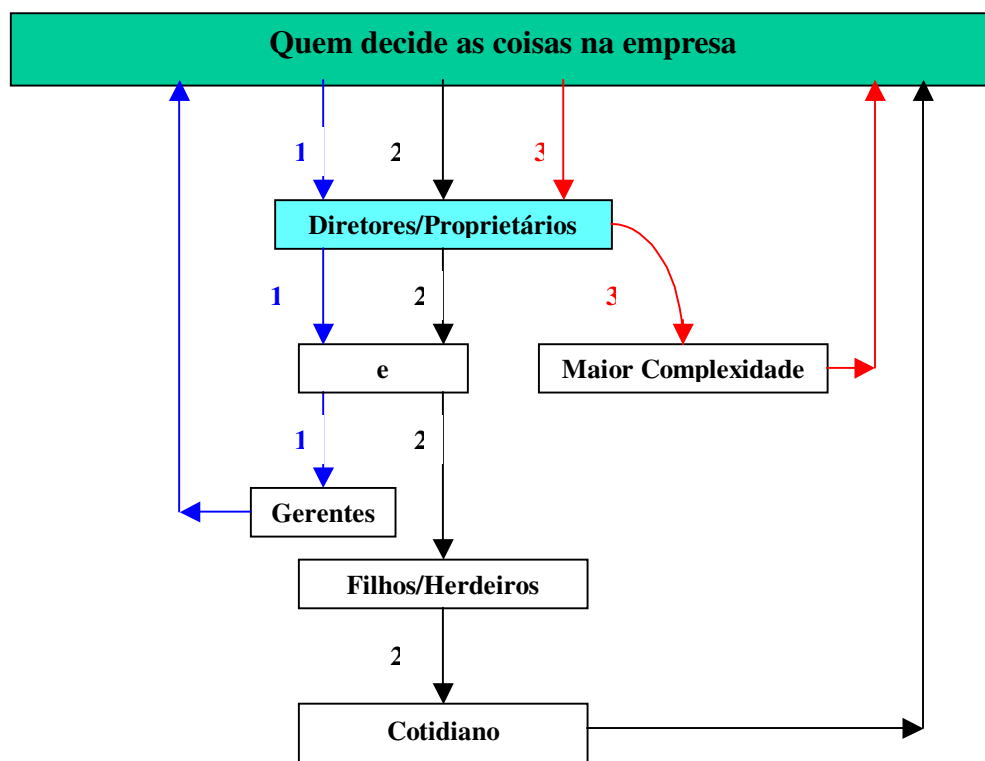 Quem decide as coisas na empresa
1 2 3
Diretores/Proprietários
1 2 3
e Maior Complexidade
1 2
Gerentes
Filhos/Herdeiros
2
Cotidiano